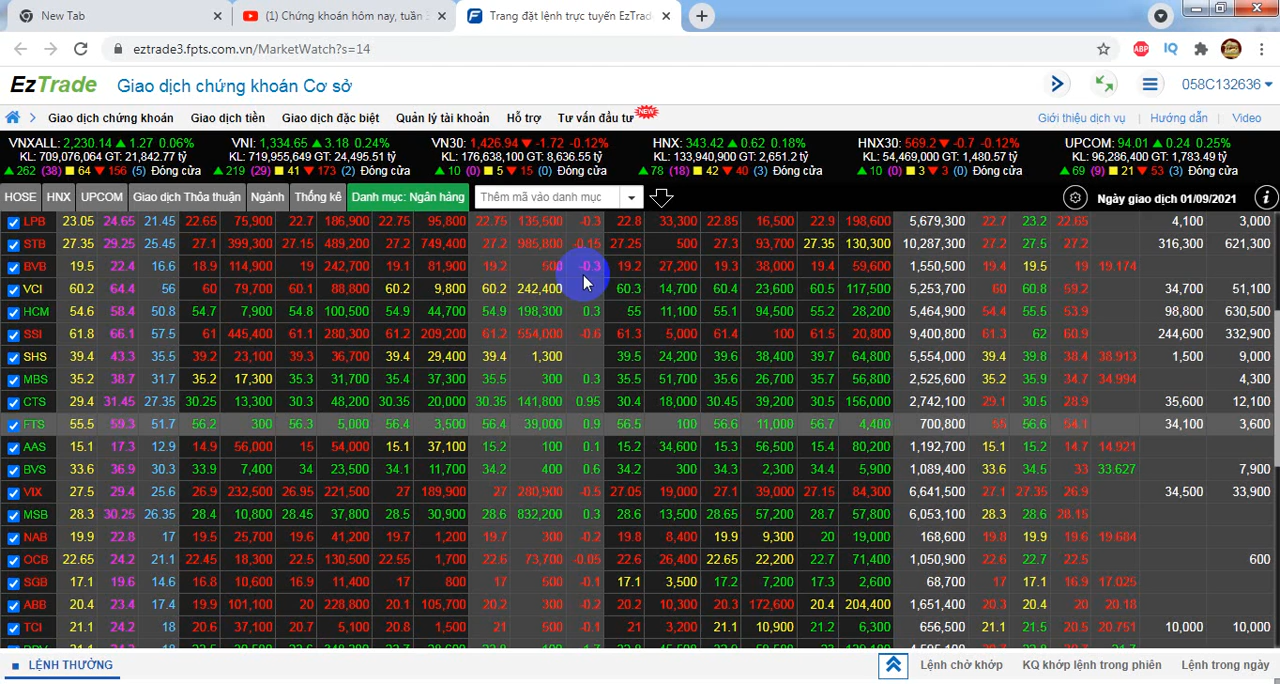 New Tab × (1) Chứng khoán hôm nay, tuần × Trang đặt lệnh trực tuyến EzTrad ×
eztrade3.fpts.com.vn/MarketWatch?s=14 ABP IQ
EzTrade Giao dịch chứng khoán Cơ sở 058C132636
Giao dịch chứng khoán Giao dịch tiền Giao dịch đặc biệt Quản lý tài khoản Hỗ trợ Tư vấn đầu tư NEW Giới thiệu dịch vụ Hướng dẫn Video
VNXALL: 2,230.14 ▲ 1.27 0.06% VNI: 1,334.65 ▲ 3.18 0.24% VN30: 1,426.94 ▼ -1.72 -0.12% HNX: 343.42 ▲ 0.62 0.18% HNX30: 569.2 ▼ -0.7 -0.12% UPCOM: 94.01 ▲ 0.24 0.25%
KL: 709,076,064 GT: 21,842.77 tỷ KL: 719,955,649 GT: 24,495.51 tỷ KL: 176,638,100 GT: 8,636.55 tỷ KL: 133,940,900 GT: 2,651.2 tỷ KL: 54,469,000 GT: 1,480.57 tỷ KL: 96,286,400 GT: 1,783.49 tỷ
▲ 262 (38) ■ 64 ▼ 156 (5) Đóng cửa ▲ 219 (29) ■ 41 ▼ 173 (2) Đóng cửa ▲ 10 (0) ■ 5 ▼ 15 (0) Đóng cửa ▲ 78 (18) ■ 42 ▼ 40 (3) Đóng cửa ▲ 10 (0) ■ 3 ▼ 3 (0) Đóng cửa ▲ 69 (9) ■ 21 ▼ 53 (3) Đóng cửa
HOSE HNX UPCOM Giao dịch Thỏa thuận Ngành Thống kê Danh mục: Ngân hàng Thêm mã vào danh mục Ngày giao dịch 01/09/2021
LPB 23.05 24.65 21.45 22.65 75,900 22.7 186,900 22.75 95,800 22.75 135,500 -0.3 22.8 33,300 22.85 16,500 22.9 198,600 5,679,300 22.7 23.2 22.65 4,100 3,000
STB 27.35 29.25 25.45 27.1 399,300 27.15 489,200 27.2 749,400 27.2 985,800 -0.15 27.25 500 27.3 93,700 27.35 130,300 10,287,300 27.2 27.5 27.2 316,300 621,300
BVB 19.5 22.4 16.6 18.9 114,900 19 242,700 19.1 81,900 19.2 500 -0.3 19.2 27,200 19.3 38,000 19.4 59,600 1,550,500 19.4 19.5 19 19.174
VCI 60.2 64.4 56 60 79,700 60.1 88,800 60.2 9,800 60.2 242,400 60.3 14,700 60.4 23,600 60.5 117,500 5,253,700 60 60.8 59.2 34,700 51,100
HCM 54.6 58.4 50.8 54.7 7,900 54.8 100,500 54.9 44,700 54.9 198,300 0.3 55 11,100 55.1 94,500 55.2 28,200 5,464,900 54.4 55.5 53.9 98,800 630,500
SSI 61.8 66.1 57.5 61 445,400 61.1 280,300 61.2 209,200 61.2 554,000 -0.6 61.3 5,000 61.4 100 61.5 20,800 9,400,800 61.3 62 60.9 244,600 332,900
SHS 39.4 43.3 35.5 39.2 23,100 39.3 36,700 39.4 29,400 39.4 1,300 39.5 24,200 39.6 38,400 39.7 64,800 5,554,000 39.4 39.8 38.4 38.913 1,500 9,000
MBS 35.2 38.7 31.7 35.2 17,300 35.3 31,700 35.4 37,300 35.5 300 0.3 35.5 51,700 35.6 26,700 35.7 56,800 2,525,600 35.2 35.9 34.7 34.994 4,300
CTS 29.4 31.45 27.35 30.25 13,300 30.3 48,200 30.35 20,000 30.35 141,800 0.95 30.4 18,000 30.45 39,200 30.5 156,000 2,742,100 29.1 30.5 28.9 35,600 12,100
FTS 55.5 59.3 51.7 56.2 300 56.3 5,000 56.4 3,500 56.4 39,000 0.9 56.5 100 56.6 11,000 56.7 4,400 700,800 55 56.6 54.1 34,100 3,600
AAS 15.1 17.3 12.9 14.9 56,000 15 54,000 15.1 37,100 15.2 100 0.1 15.2 34,600 15.3 56,500 15.4 80,200 1,192,700 15.1 15.2 14.7 14.921
BVS 33.6 36.9 30.3 33.9 7,400 34 23,500 34.1 11,700 34.2 400 0.6 34.2 300 34.3 2,300 34.4 5,900 1,089,400 33.6 34.5 33 33.627 7,900
VIX 27.5 29.4 25.6 26.9 232,500 26.95 221,500 27 189,900 27 280,900 -0.5 27.05 19,000 27.1 39,000 27.15 84,300 6,641,500 27.1 27.35 26.9 34,500 33,900
MSB 28.3 30.25 26.35 28.4 10,800 28.45 37,800 28.5 30,900 28.6 832,200 0.3 28.6 13,500 28.65 57,200 28.7 57,800 6,053,100 28.3 28.6 28.15
NAB 19.9 22.8 17 19.5 25,700 19.6 41,200 19.7 1,200 19.7 300 -0.2 19.8 8,400 19.9 9,300 20 19,000 168,600 19.8 19.9 19.6 19.684
OCB 22.65 24.2 21.1 22.45 18,300 22.5 130,500 22.55 1,700 22.6 73,700 -0.05 22.6 26,400 22.65 22,200 22.7 71,400 1,050,900 22.6 22.7 22.5 600
SGB 17.1 19.6 14.6 16.8 10,600 16.9 11,400 17 800 17 500 -0.1 17.1 3,500 17.2 7,200 17.3 2,600 68,700 17 17.1 16.9 17.025
ABB 20.4 23.4 17.4 19.9 101,100 20 228,800 20.1 105,700 20.2 300 -0.2 20.2 10,300 20.3 172,600 20.4 204,400 1,651,400 20.3 20.4 20 20.18
TCI 21.1 24.2 18 20.6 37,100 20.7 5,100 20.8 1,500 21 500 -0.1 21 3,200 21.1 10,900 21.2 6,300 656,500 21.1 21.5 20.5 20.751 10,000 10,000
LỆNH THƯỜNG Lệnh chờ khớp KQ khớp lệnh trong phiên Lệnh trong ngày